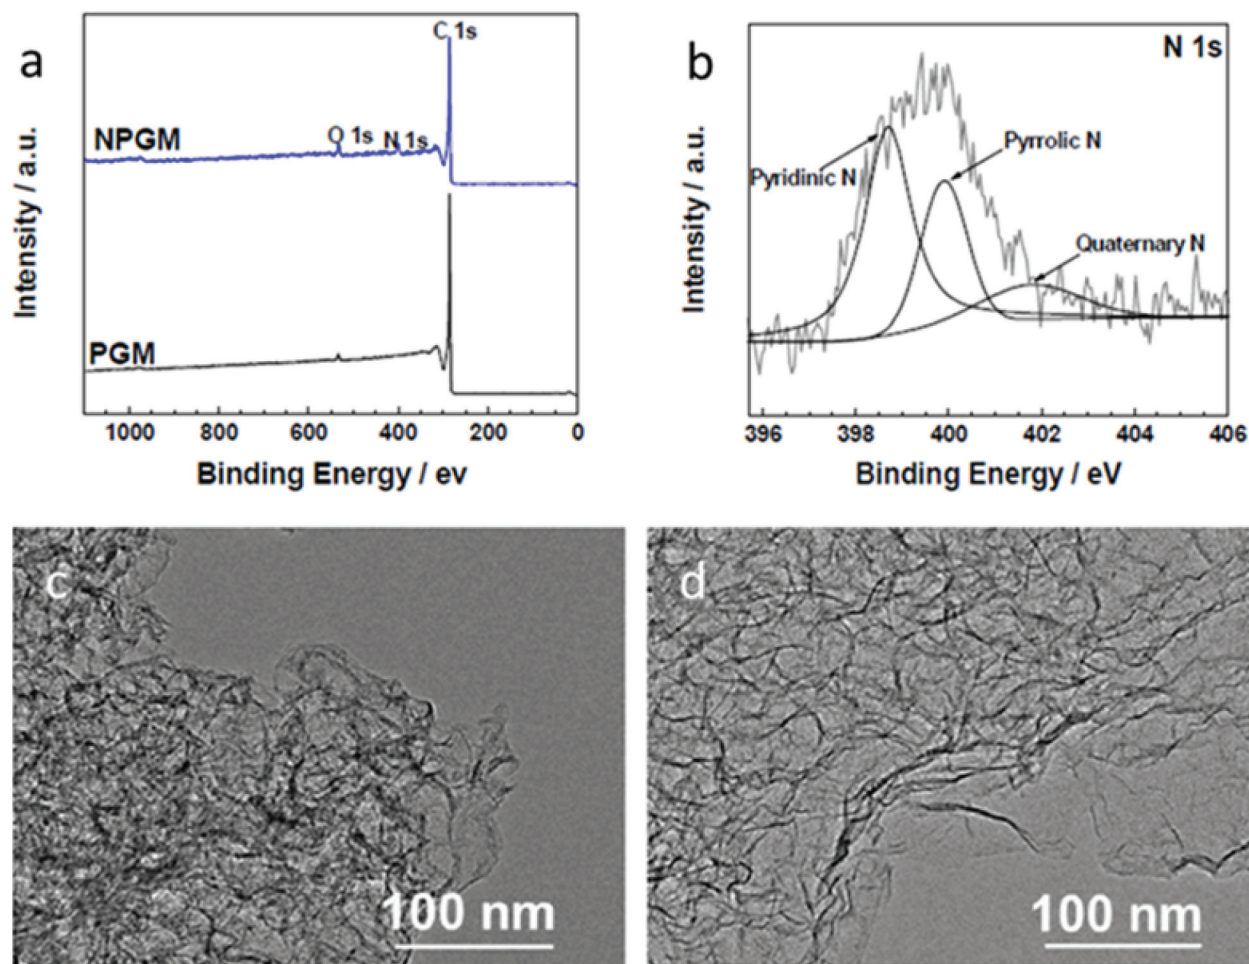 a
C 1s
NPGM
O 1s
N 1s
PGM
Intensity / a.u.
1000 800 600 400 200 0
Binding Energy / ev
b
N 1s
Pyrrolic N
Pyridinic N
Quaternary N
Intensity / a.u.
396 398 400 402 404 406
Binding Energy / eV
c
100 nm
d
100 nm